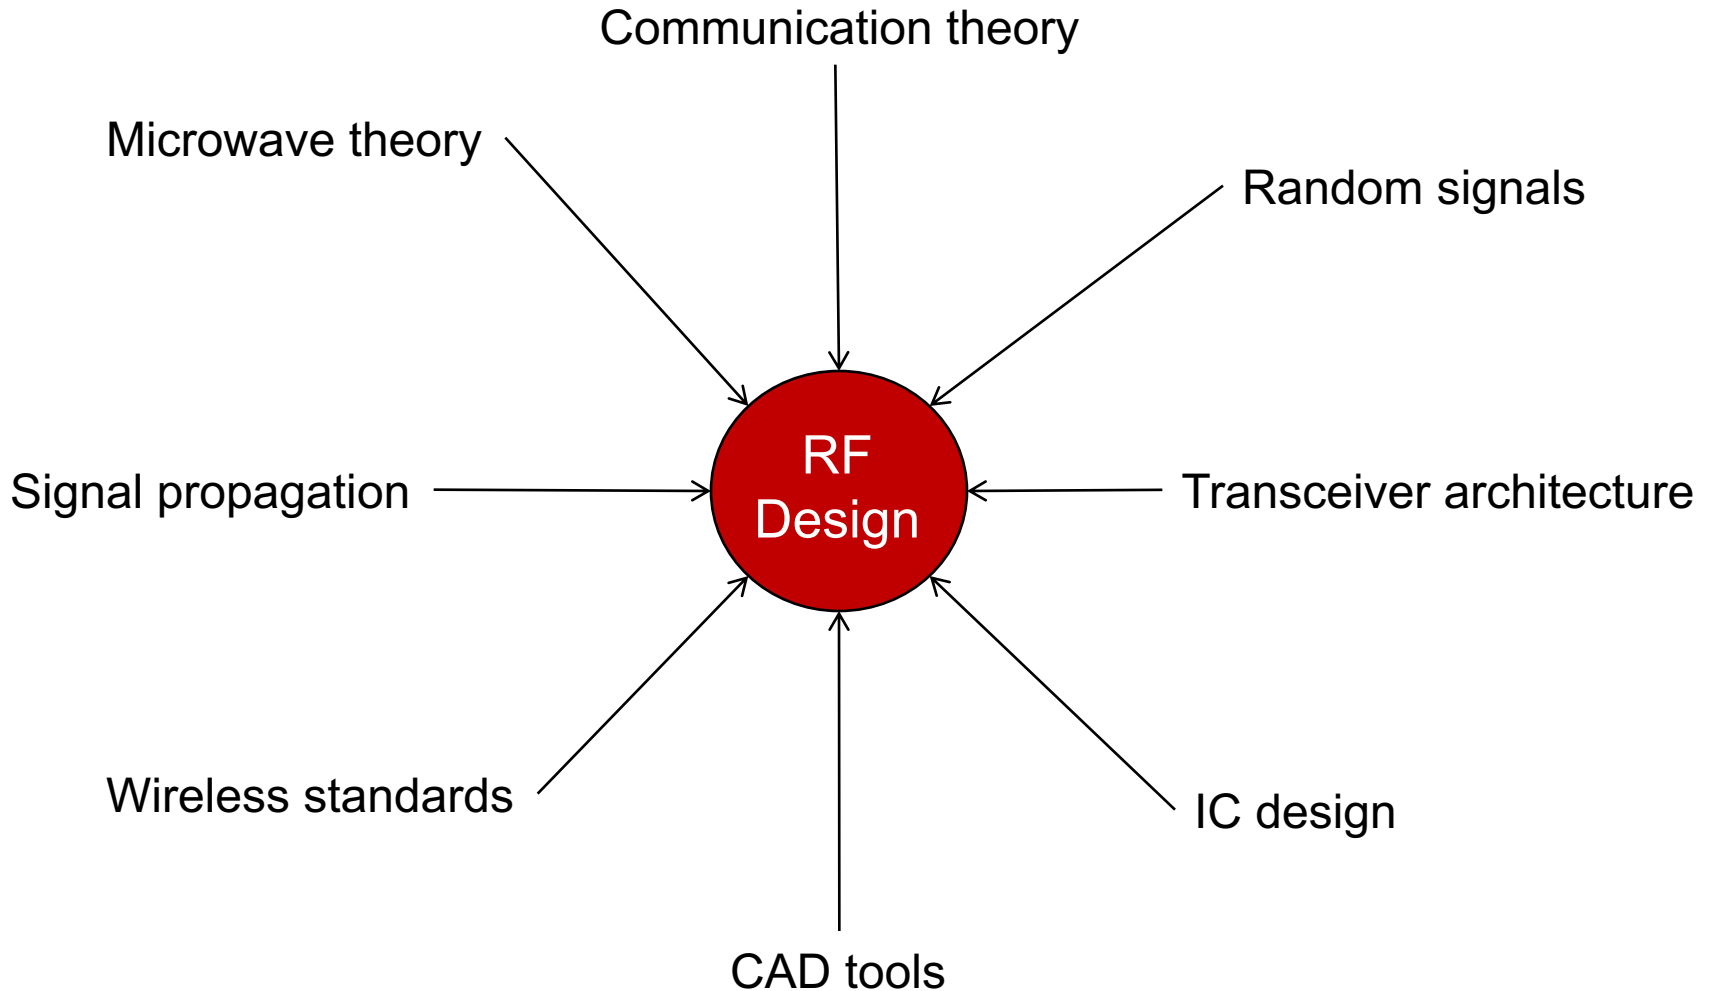 Communication theory
Microwave theory
Random signals
RF
Design
Signal propagation
Transceiver architecture
Wireless standards
IC design
CAD tools